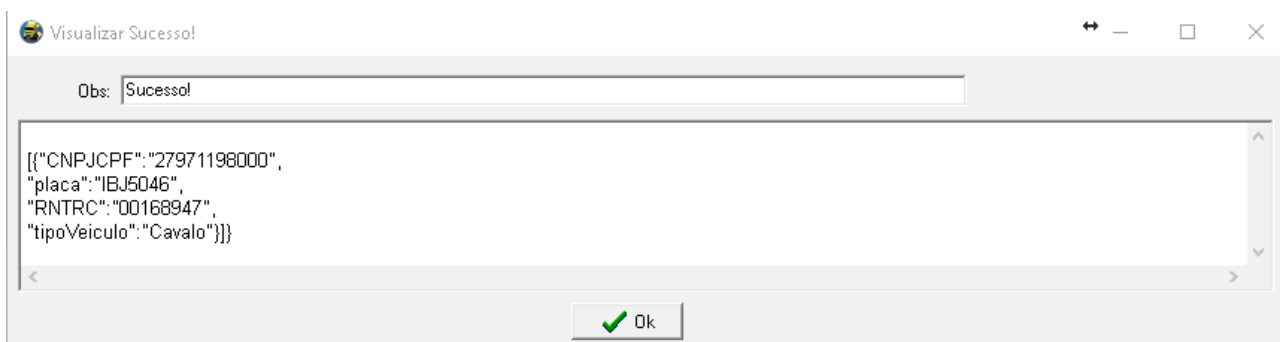 Visualizar Sucesso!
Obs: Sucesso!
[{"CNPJCPF":"27971198000",
"placa":"IBJ5046",
"RNTRC":"00168947",
"tipoVeiculo":"Cavalo"}]}
Ok